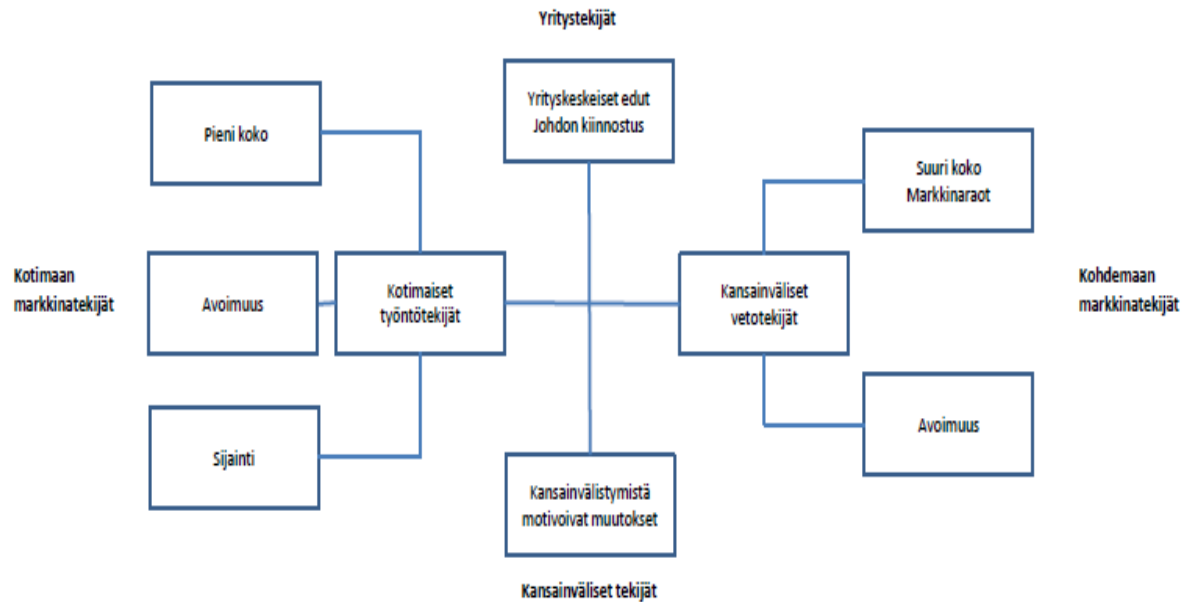 Yritystekijät
Yrityskeskeiset edut
Johdon kiinnostus
Pieni koko
Suuri koko
Markkinaraot
Kotimaan
markkinatekijät
Avoimuus
Kotimaiset
työntötekijät
Kansainväliset
vetotekijät
Kohdemaan
markkinatekijät
Sijainti
Avoimuus
Kansainvälistymistä
motivoivat muutokset
Kansainväliset tekijät